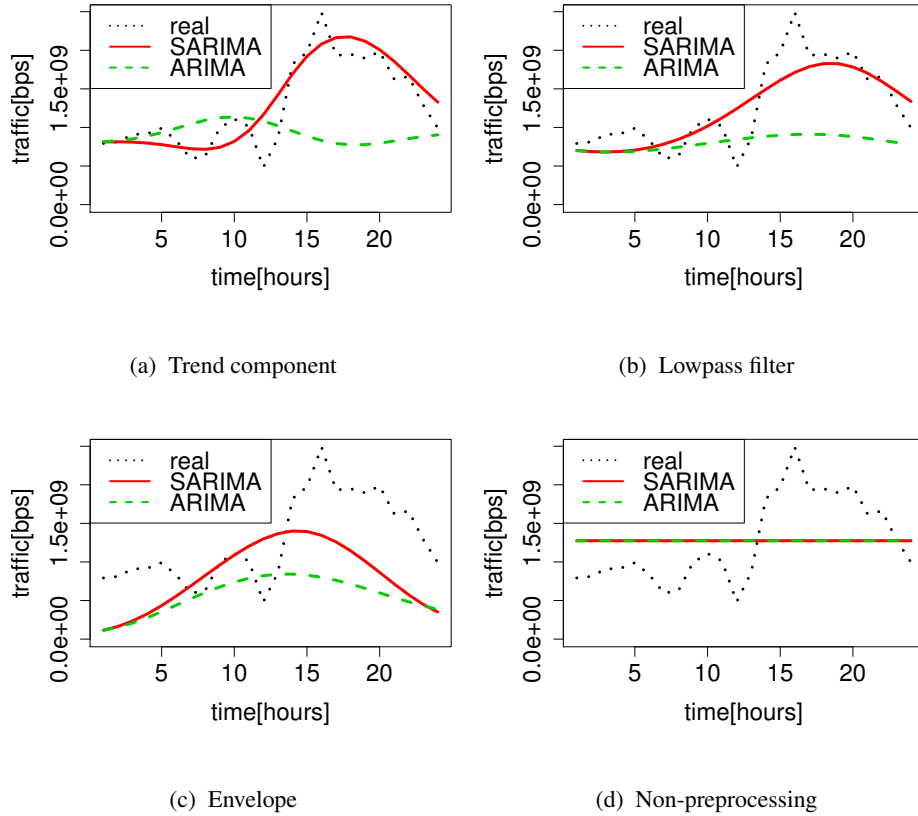 real
SARIMA
ARIMA
traffic[bps]
0.0e+00 1.5e+09
5 10 15 20
time[hours]
(a) Trend component
real
SARIMA
ARIMA
traffic[bps]
0.0e+00 1.5e+09
5 10 15 20
time[hours]
(b) Lowpass filter
real
SARIMA
ARIMA
traffic[bps]
0.0e+00 1.5e+09
5 10 15 20
time[hours]
(c) Envelope
real
SARIMA
ARIMA
traffic[bps]
0.0e+00 1.5e+09
5 10 15 20
time[hours]
(d) Non-preprocessing